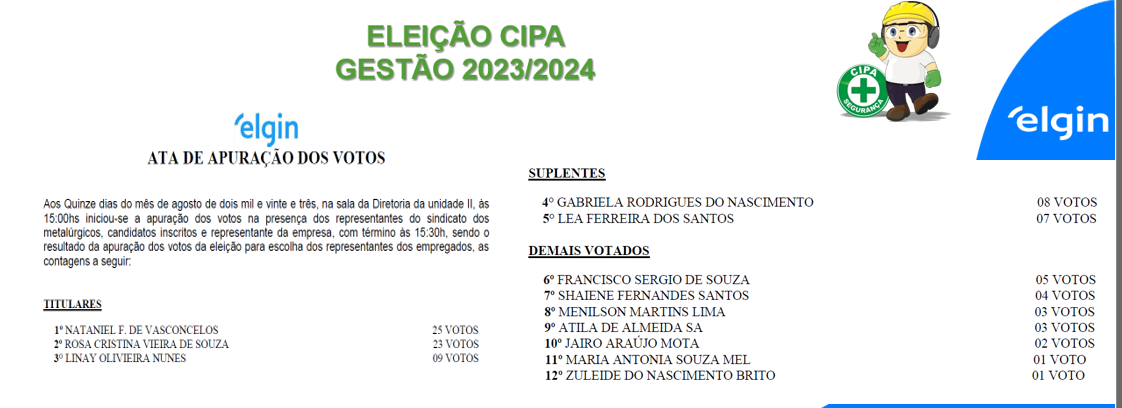 ELEIÇÃO CIPA
GESTÃO 2023/2024
CIPA
SEGURANÇA
elgin
elgin
ATA DE APURAÇÃO DOS VOTOS
Aos Quinze dias do mês de agosto de dois mil e vinte e três, na sala da Diretoria da unidade II, às
15:00hs iniciou-se a apuração dos votos na presença dos representantes do sindicato dos
metalúrgicos, candidatos inscritos e representante da empresa, com término às 15:30h, sendo o
resultado da apuração dos votos da eleição para escolha dos representantes dos empregados, as
contagens a seguir:
TITULARES
1º NATANIEL F. DE VASCONCELOS 25 VOTOS
2º ROSA CRISTINA VIEIRA DE SOUZA 23 VOTOS
3º LINAY OLIVIEIRA NUNES 09 VOTOS
SUPLENTES
4º GABRIELA RODRIGUES DO NASCIMENTO 08 VOTOS
5º LEA FERREIRA DOS SANTOS 07 VOTOS
DEMAIS VOTADOS
6º FRANCISCO SERGIO DE SOUZA 05 VOTOS
7º SHAIENE FERNANDES SANTOS 04 VOTOS
8º MENILSON MARTINS LIMA 03 VOTOS
9º ATILA DE ALMEIDA SA 03 VOTOS
10º JAIRO ARAÚJO MOTA 02 VOTOS
11º MARIA ANTONIA SOUZA MEL 01 VOTO
12º ZULEIDE DO NASCIMENTO BRITO 01 VOTO